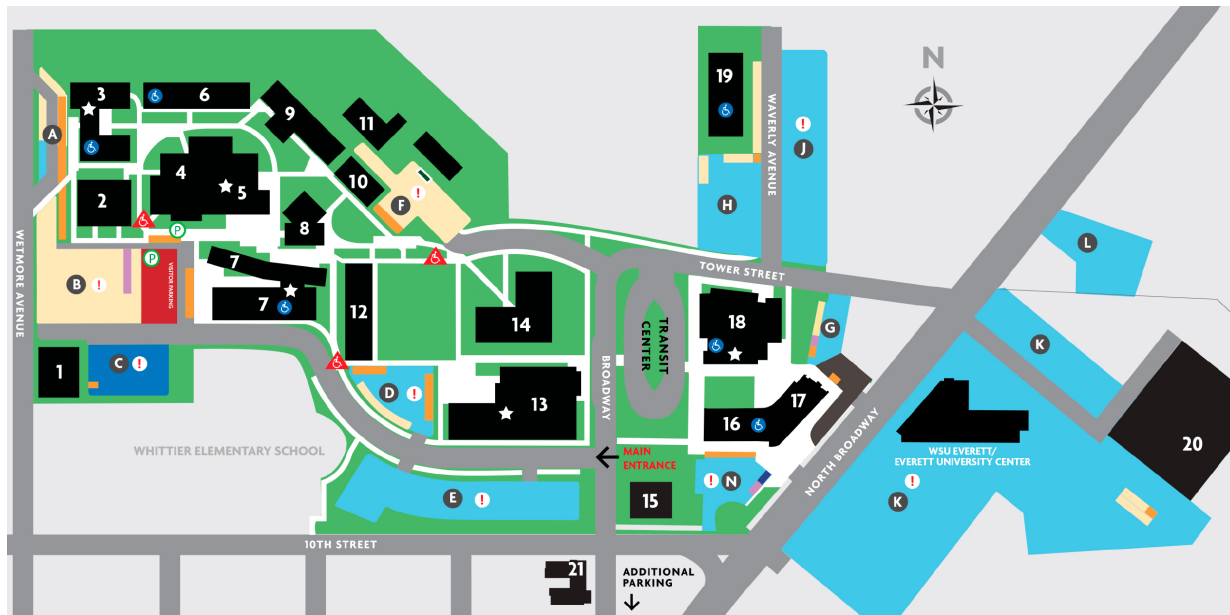 N
3
6
9
11
19
WAVERLY AVENUE
!
J
A
4
5
10
2
8
F
!
H
L
P
P
WETMORE AVENUE
7
7
B
!
VISITOR PARKING
TOWER STREET
12
14
TRANSIT
CENTER
18
G
K
1
C
!
D
!
BROADWAY
13
16
17
20
WHITTIER ELEMENTARY SCHOOL
MAIN
ENTRANCE
NORTH BROADWAY
WSU EVERETT/
EVERETT UNIVERSITY CENTER
!
K
E
!
15
!
N
10TH STREET
21
ADDITIONAL
PARKING